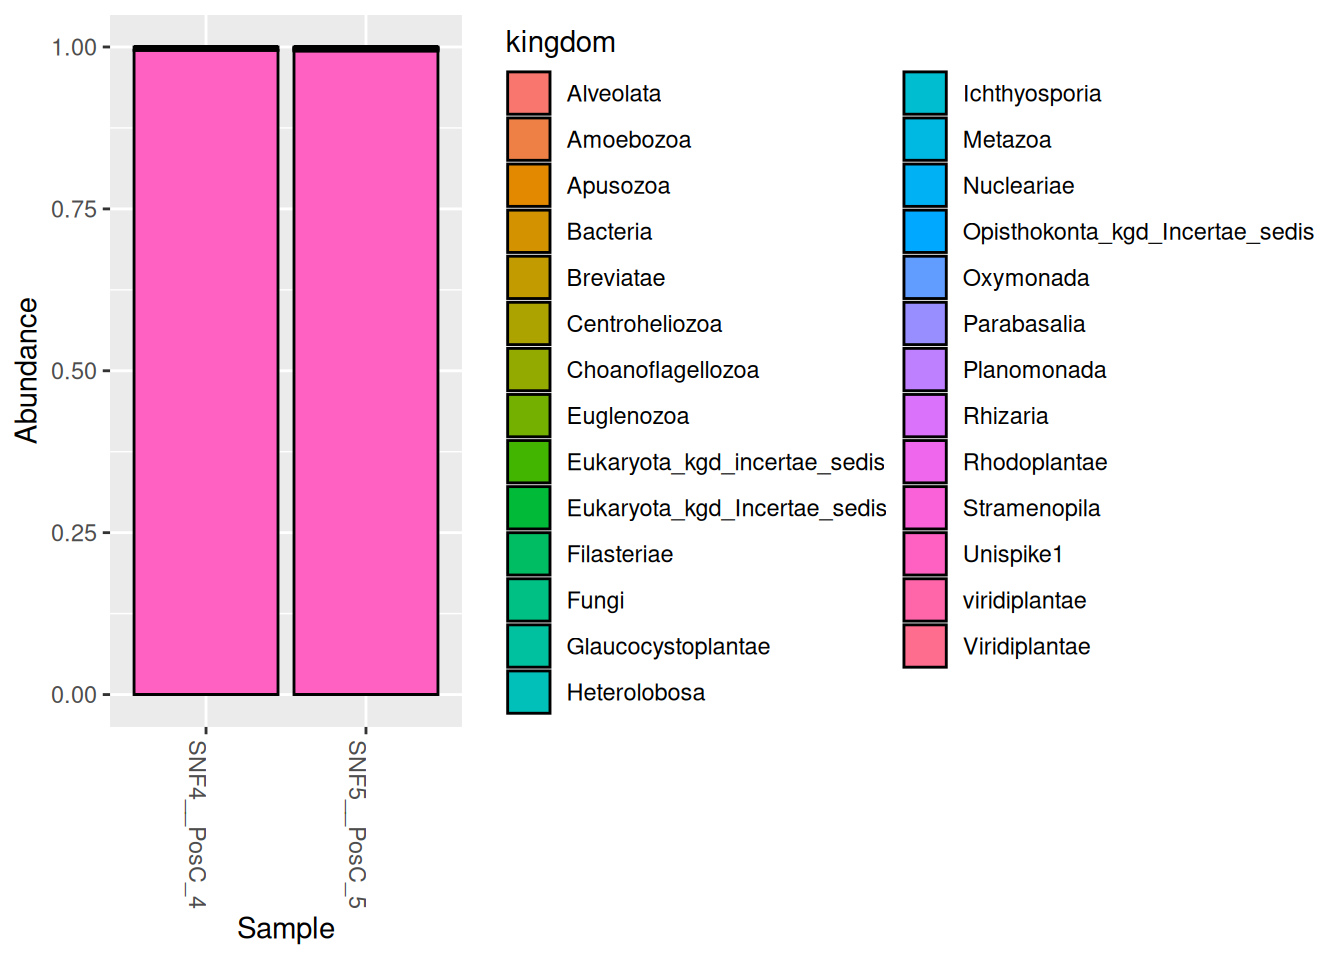 1.00
0.75
0.50
0.25
0.00
Abundance
SNF4__PosC_4
SNF5__PosC_5
Sample
kingdom
Alveolata
Amoebozoa
Apusozoa
Bacteria
Breviatae
Centroheliozoa
Choanoflagellozoa
Euglenozoa
Eukaryota_kgd_incertae_sedis
Eukaryota_kgd_Incertae_sedis
Filasteriae
Fungi
Glaucocystoplantae
Heterolobosa
Ichthyosporia
Metazoa
Nucleariae
Opisthokonta_kgd_Incertae_sedis
Oxymonada
Parabasalia
Planomonada
Rhizaria
Rhodoplantae
Stramenopila
Unispike1
viridiplantae
Viridiplantae